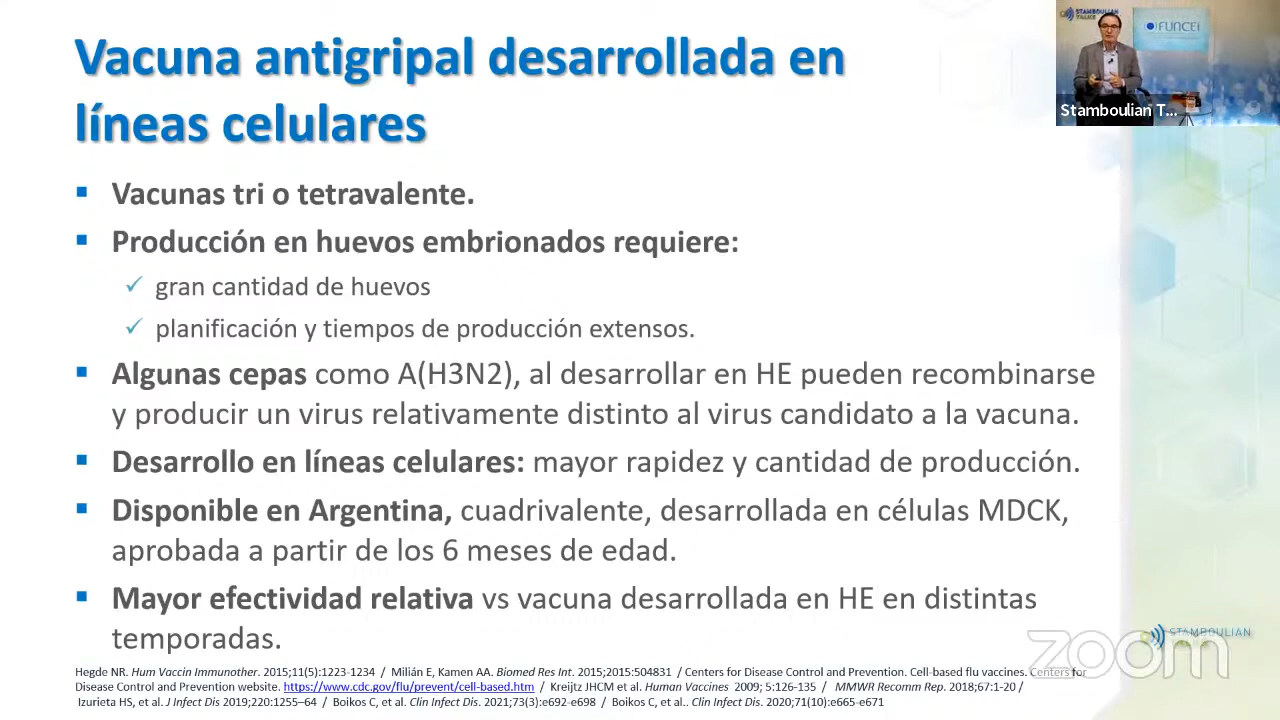 Vacuna antigripal desarrollada en
líneas celulares
STAMBOULIAN
TALKS
FUNCEI
Stamboulian T...
Vacunas tri o tetravalente.
Producción en huevos embrionados requiere:
gran cantidad de huevos
planificación y tiempos de producción extensos.
Algunas cepas como A(H3N2), al desarrollar en HE pueden recombinarse
y producir un virus relativamente distinto al virus candidato a la vacuna.
Desarrollo en líneas celulares: mayor rapidez y cantidad de producción.
Disponible en Argentina, cuadrivalente, desarrollada en células MDCK,
aprobada a partir de los 6 meses de edad.
Mayor efectividad relativa vs vacuna desarrollada en HE en distintas
temporadas.
STAMBOULIAN
zoom
Hegde NR. Hum Vaccin Immunother. 2015;11(5):1223-1234 / Milián E, Kamen AA. Biomed Res Int. 2015;2015:504831 / Centers for Disease Control and Prevention. Cell-based flu vaccines. Centers for
Disease Control and Prevention website. https://www.cdc.gov/flu/prevent/cell-based.htm / Kreijtz JHCM et al. Human Vaccines 2009; 5:126-135 / MMWR Recomm Rep. 2018;67:1-20 /
Izurieta HS, et al. J Infect Dis 2019;220:1255–64 / Boikos C, et al. Clin Infect Dis. 2021;73(3):e692-e698 / Boikos C, et al.. Clin Infect Dis. 2020;71(10):e665-e671